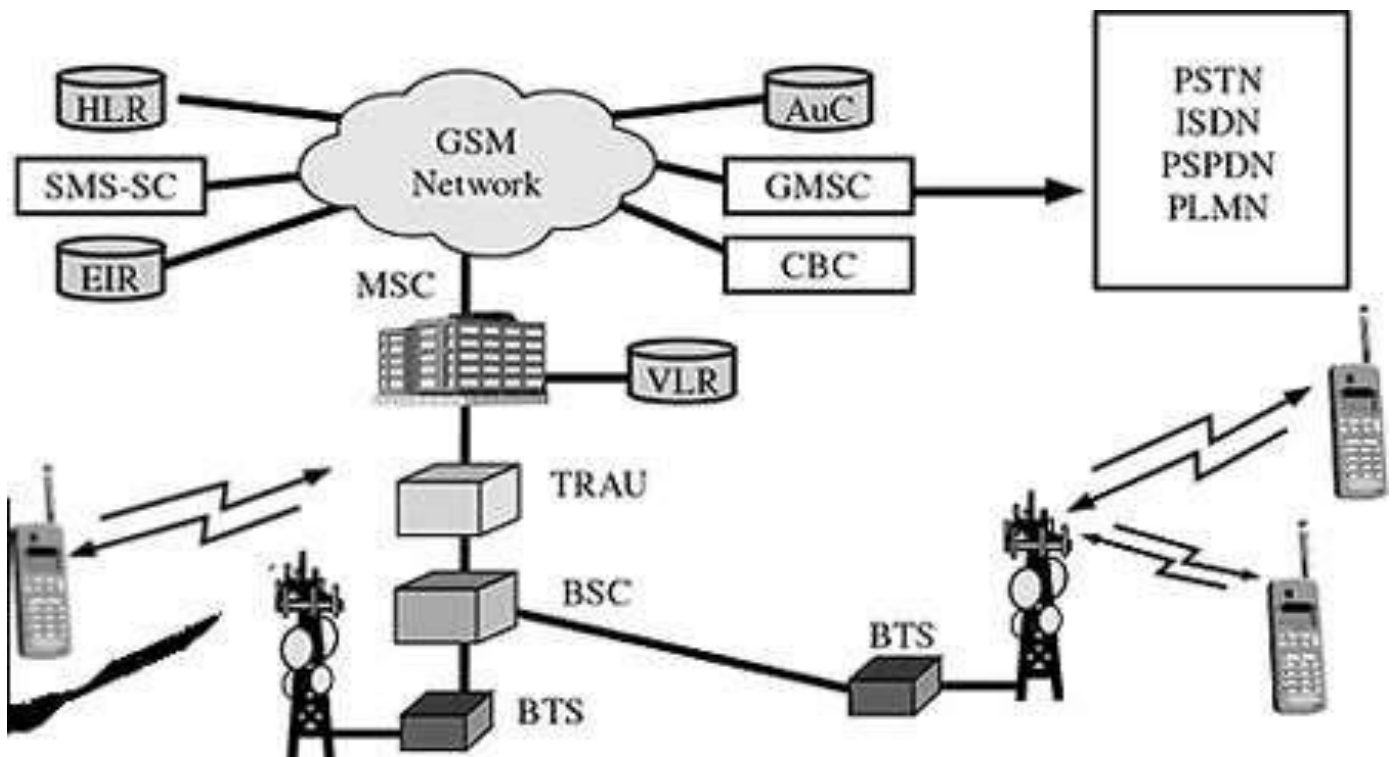 HLR
SMS-SC
EIR
GSM
Network
AuC
GMSC
CBC
PSTN
ISDN
PSPDN
PLMN
MSC
VLR
TRAU
BSC
BTS
BTS